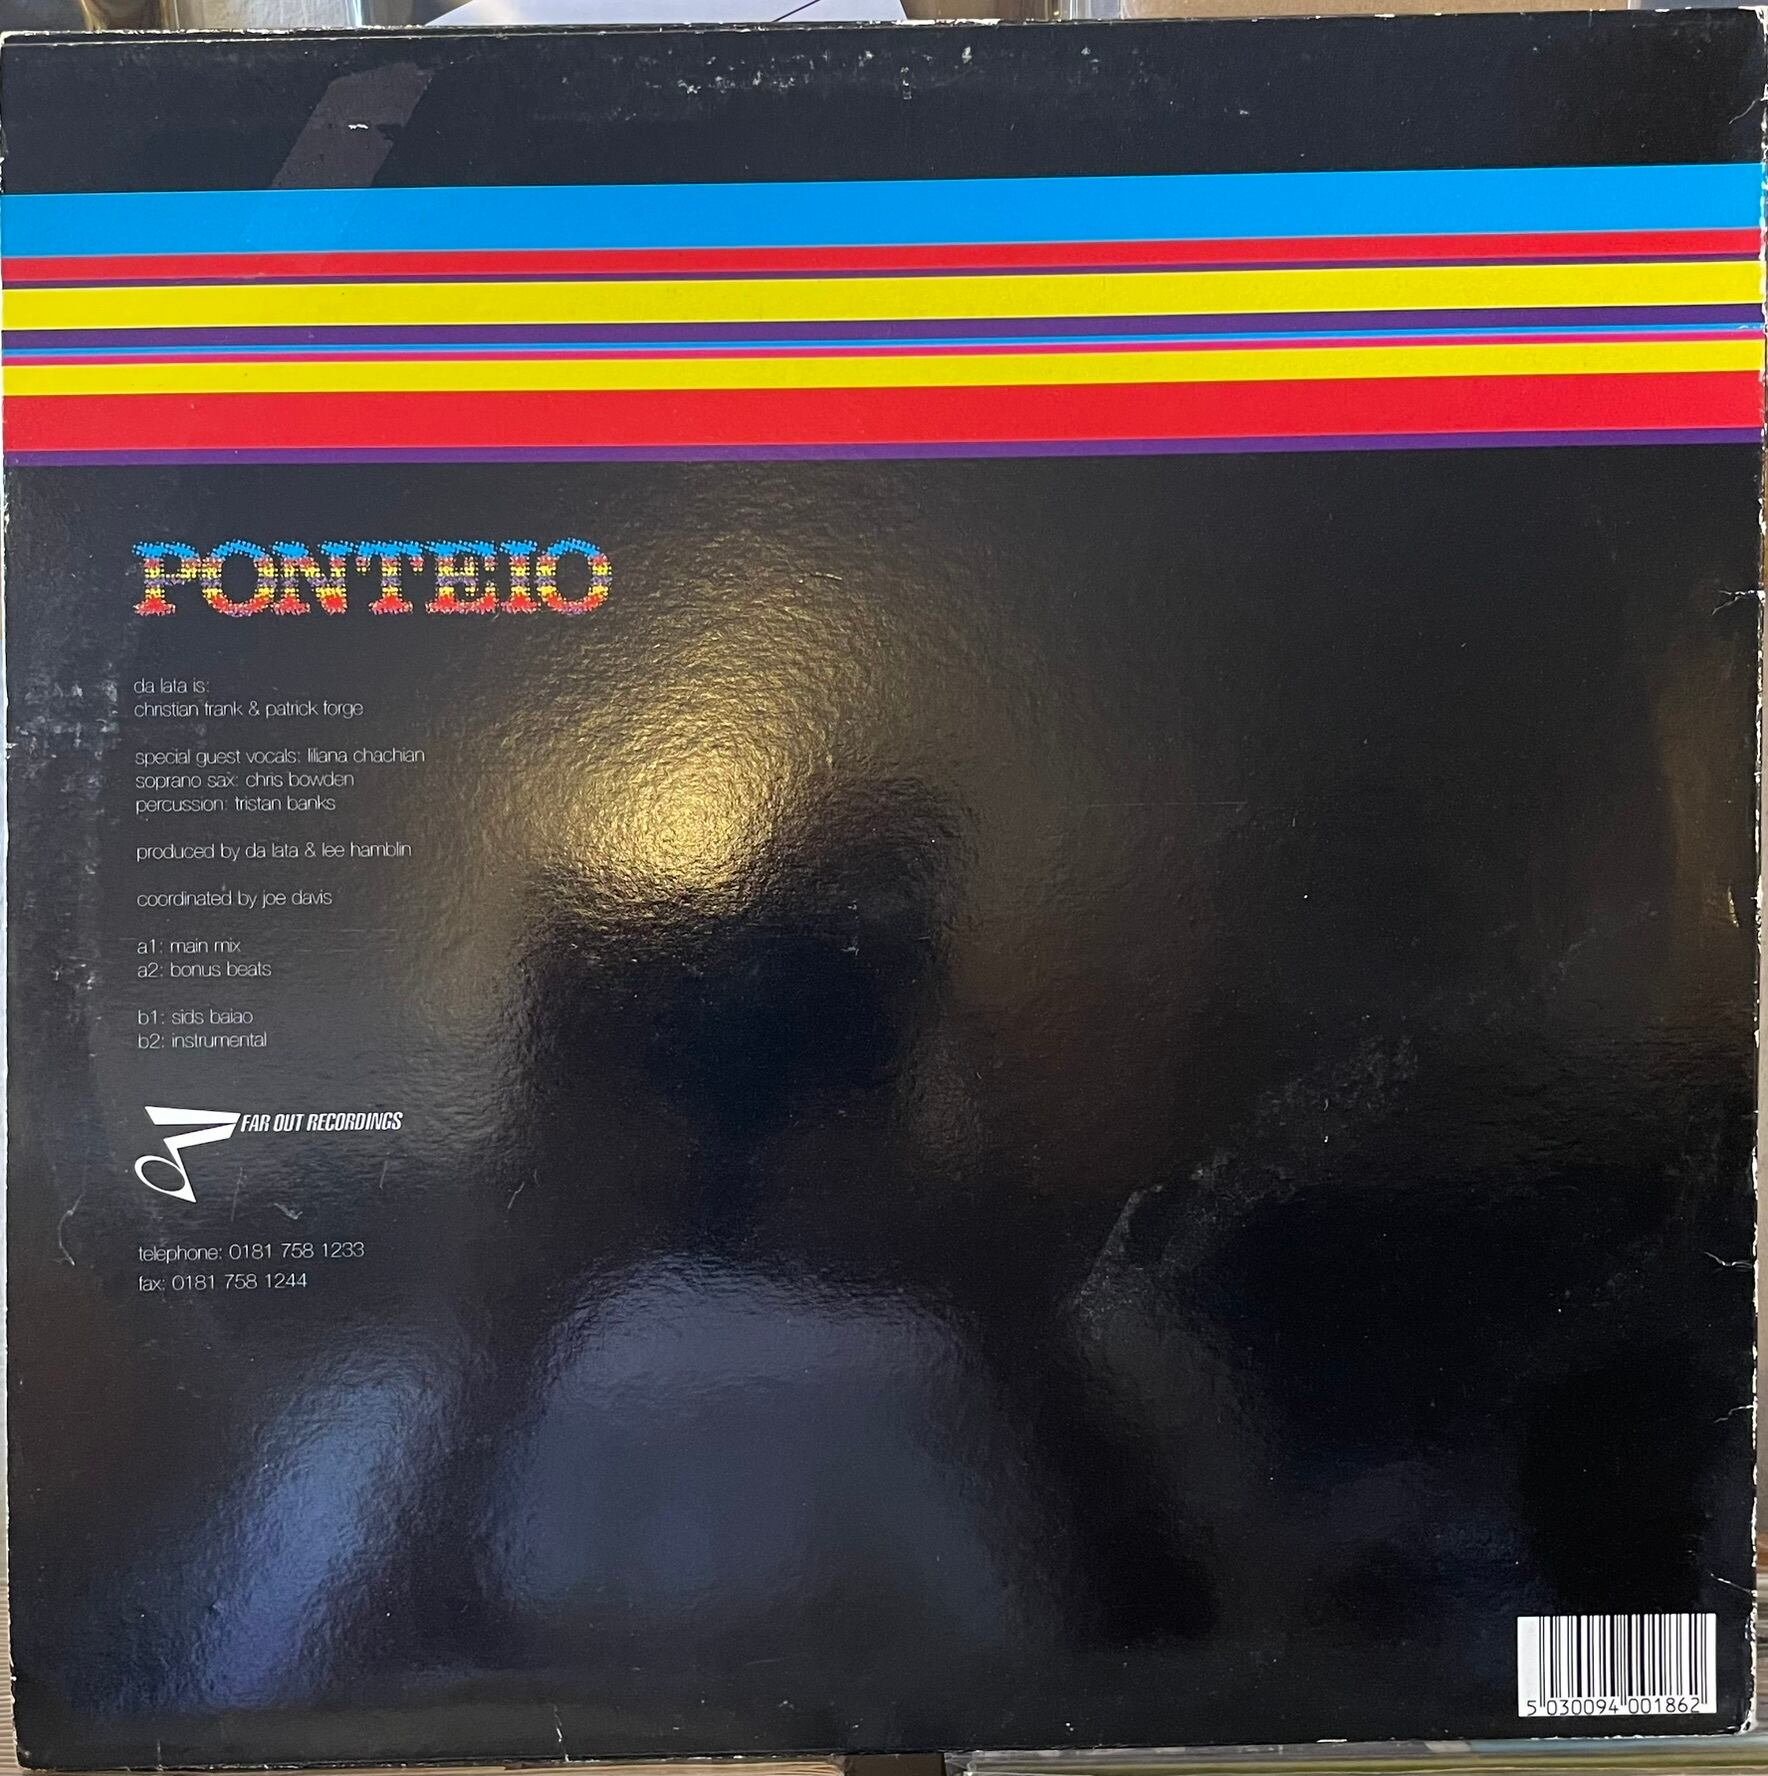 PONTEIO
da lata is:
christian frank & patrick forge
special guest vocals: liliana chachian
soprano sax: chris bowden
percussion: tristan banks
produced by da lata & lee hamblin
coordinated by joe davis
a1: main mix
a2: bonus beats
b1: sids baiao
b2: instrumental
FAR OUT RECORDINGS
telephone: 0181 758 1233
fax: 0181 758 1244
5 030094 001862